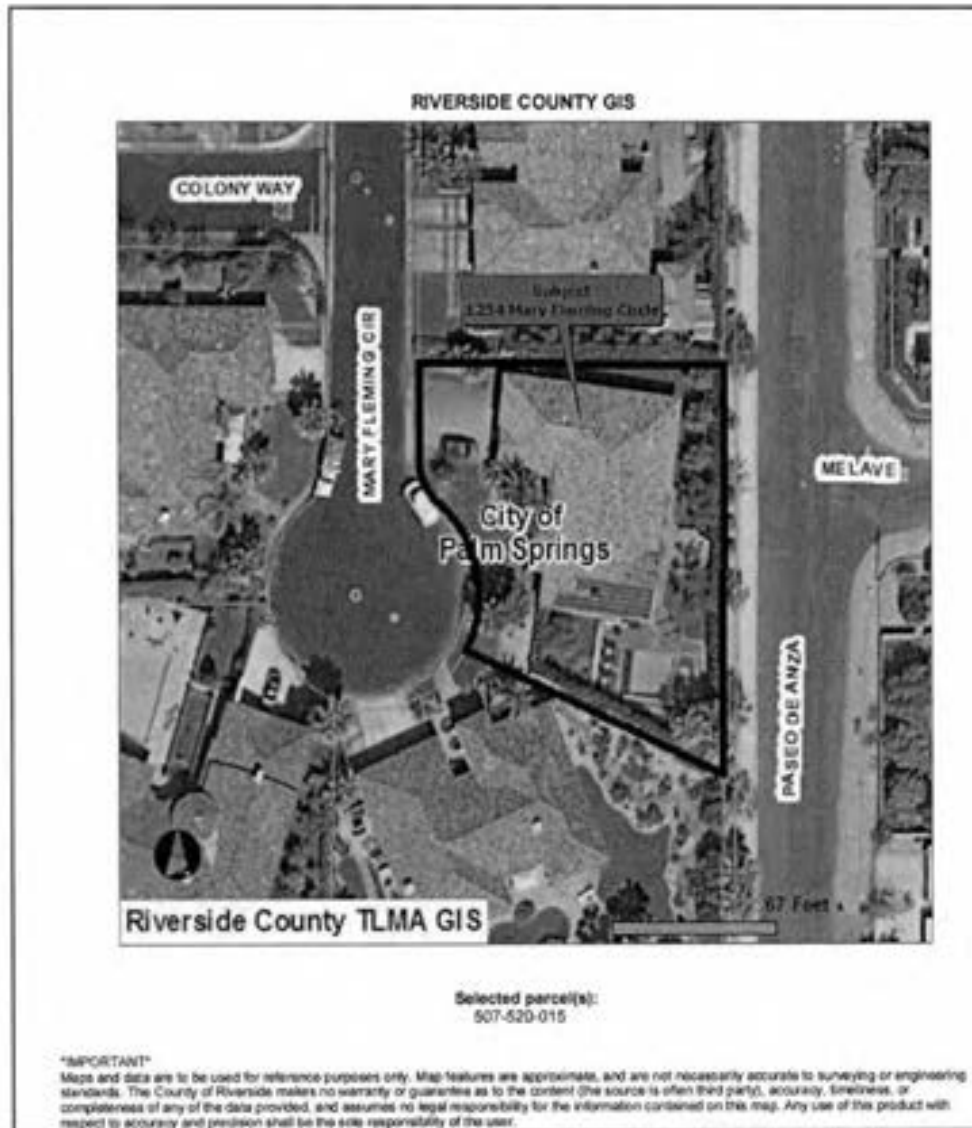 RIVERSIDE COUNTY GIS
COLONY WAY
Subject
1254 Mary Fleming Circle
MARY FLEMING CIR
MEL AVE
City of
Palm Springs
PASEO DE ANZA
67 Feet
Riverside County TLMA GIS
Selected parcel(s):
507-520-015
*IMPORTANT*
Maps and data are to be used for reference purposes only. Map features are approximate, and are not necessarily accurate to surveying or engineering
standards. The County of Riverside makes no warranty or guarantee as to the content (the source is often third party), accuracy, timeliness, or
completeness of any of the data provided, and assumes no legal responsibility for the information contained on this map. Any use of this product with
respect to accuracy and precision shall be the sole responsibility of the user.